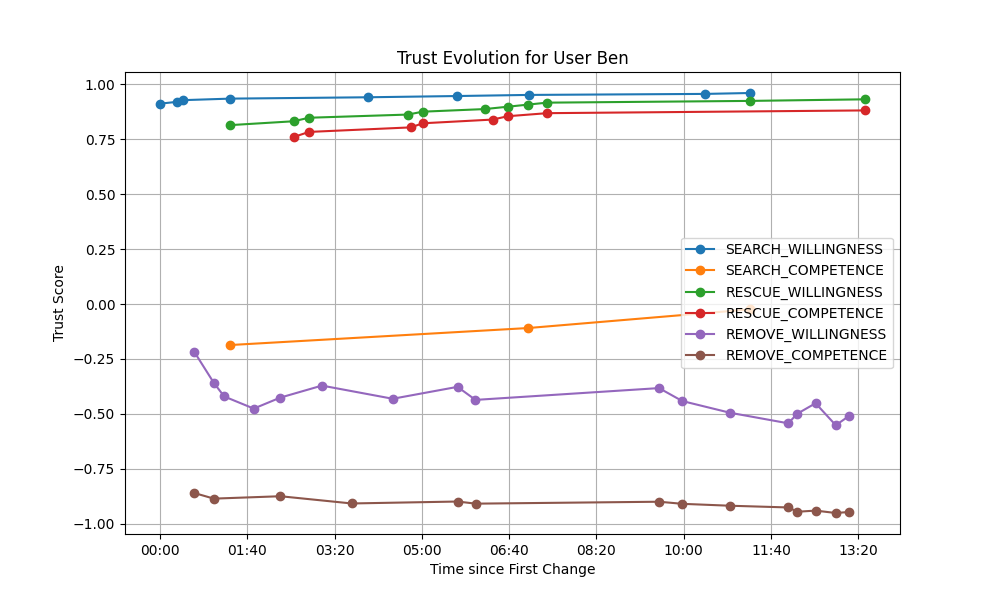 Trust Evolution for User Ben
Trust Score
1.00
0.75
0.50
0.25
0.00
−0.25
−0.50
−0.75
−1.00
SEARCH_WILLINGNESS
SEARCH_COMPETENCE
RESCUE_WILLINGNESS
RESCUE_COMPETENCE
REMOVE_WILLINGNESS
REMOVE_COMPETENCE
00:00 01:40 03:20 05:00 06:40 08:20 10:00 11:40 13:20
Time since First Change